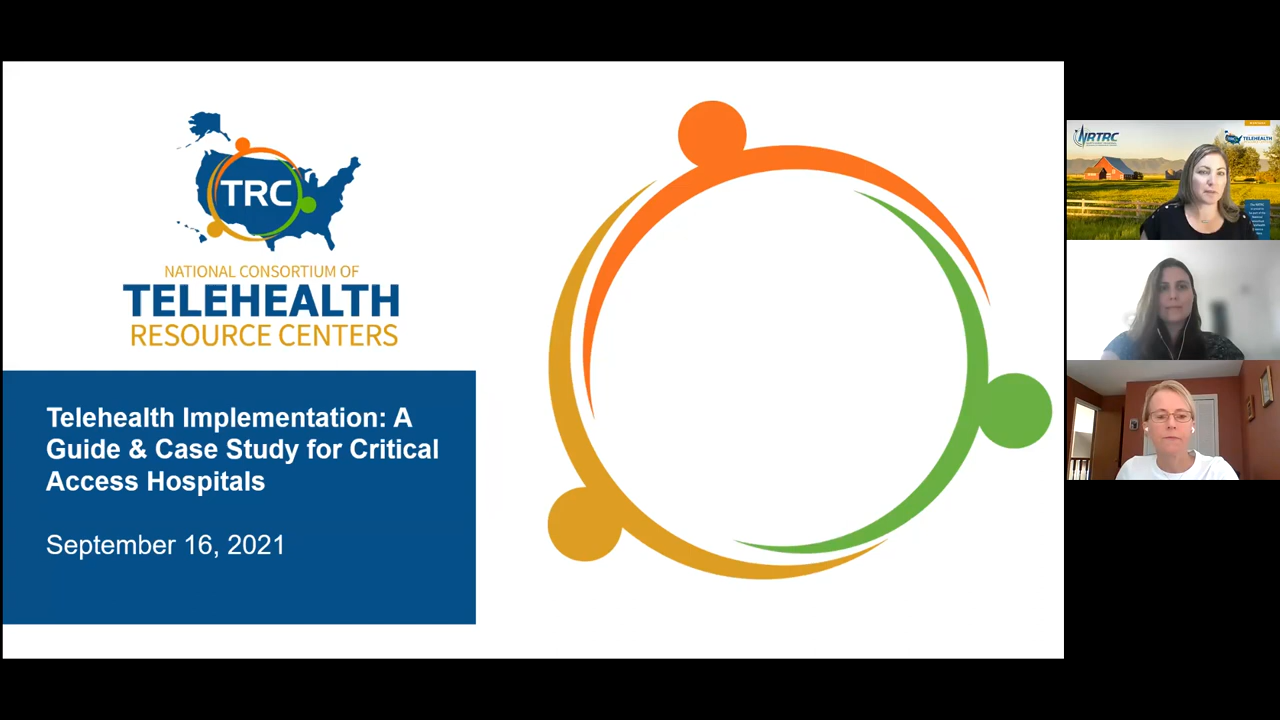 TRC
NATIONAL CONSORTIUM OF
TELEHEALTH
RESOURCE CENTERS
Telehealth Implementation: A
Guide & Case Study for Critical
Access Hospitals
September 16, 2021
NRTRC
TELEHEALTH